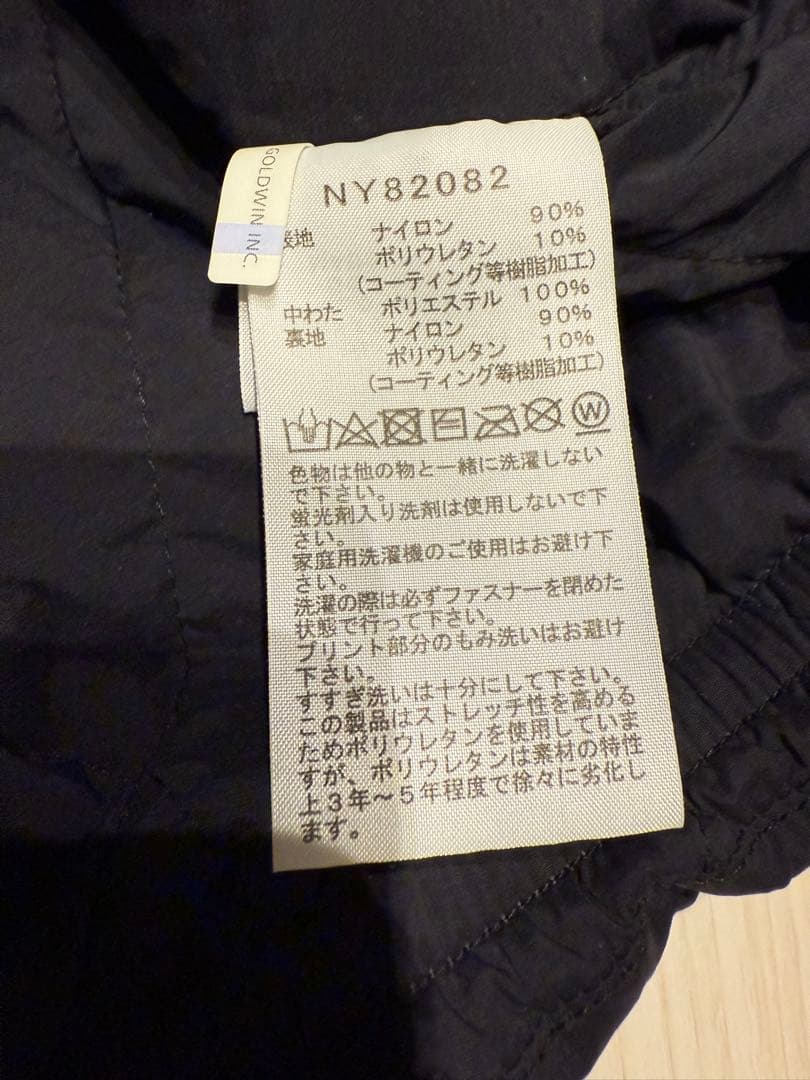 GOLDWIN INC.
NY82082
表地 ナイロン 90%
ポリウレタン 10%
(コーティング等樹脂加工)
中わた ポリエステル 100%
裏地 ナイロン 90%
ポリウレタン 10%
(コーティング等樹脂加工)
W
色物は他の物と一緒に洗濯しない
で下さい。
蛍光剤入り洗剤は使用しないで下
さい。
家庭用洗濯機のご使用はお避け下
さい。
洗濯の際は必ずファスナーを閉めた
状態で行って下さい。
プリント部分のもみ洗いはお避け
下さい。
すすぎ洗いは十分にして下さい。
この製品はストレッチ性を高める
ためポリウレタンを使用していま
すが、ポリウレタンは素材の特性
上3年～5年程度で徐々に劣化し
ます。